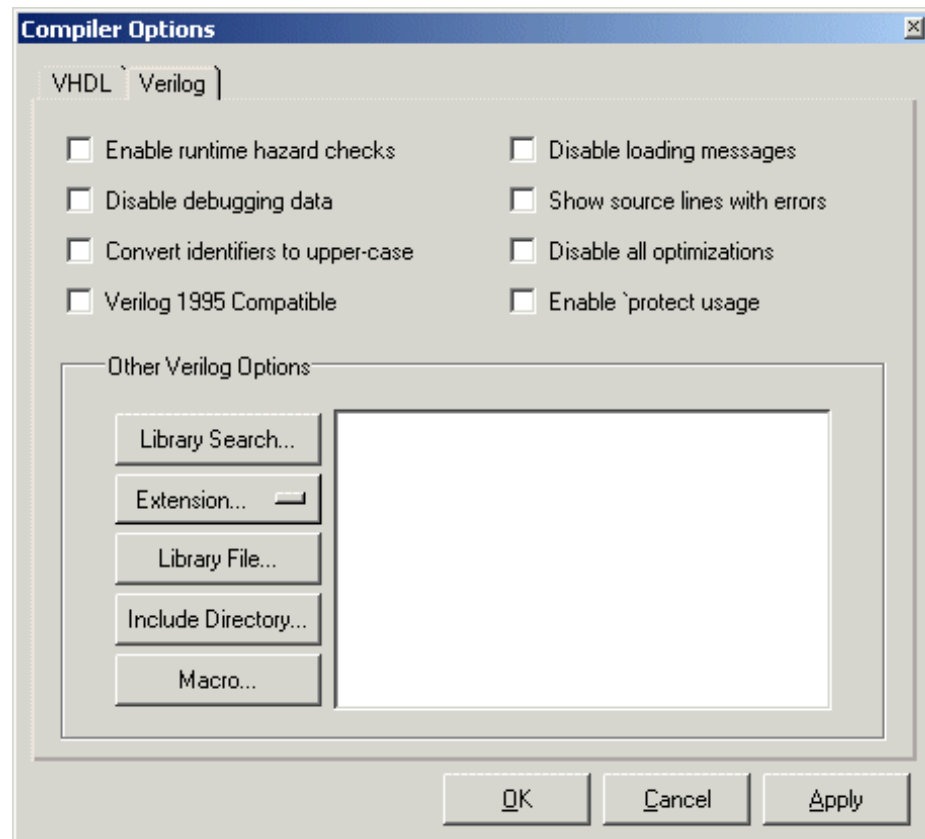 Compiler Options
VHDL Verilog
Enable runtime hazard checks
Disable loading messages
Disable debugging data
Show source lines with errors
Convert identifiers to upper-case
Disable all optimizations
Verilog 1995 Compatible
Enable `protect usage
Other Verilog Options
Library Search...
Extension...
Library File...
Include Directory...
Macro...
OK Cancel Apply